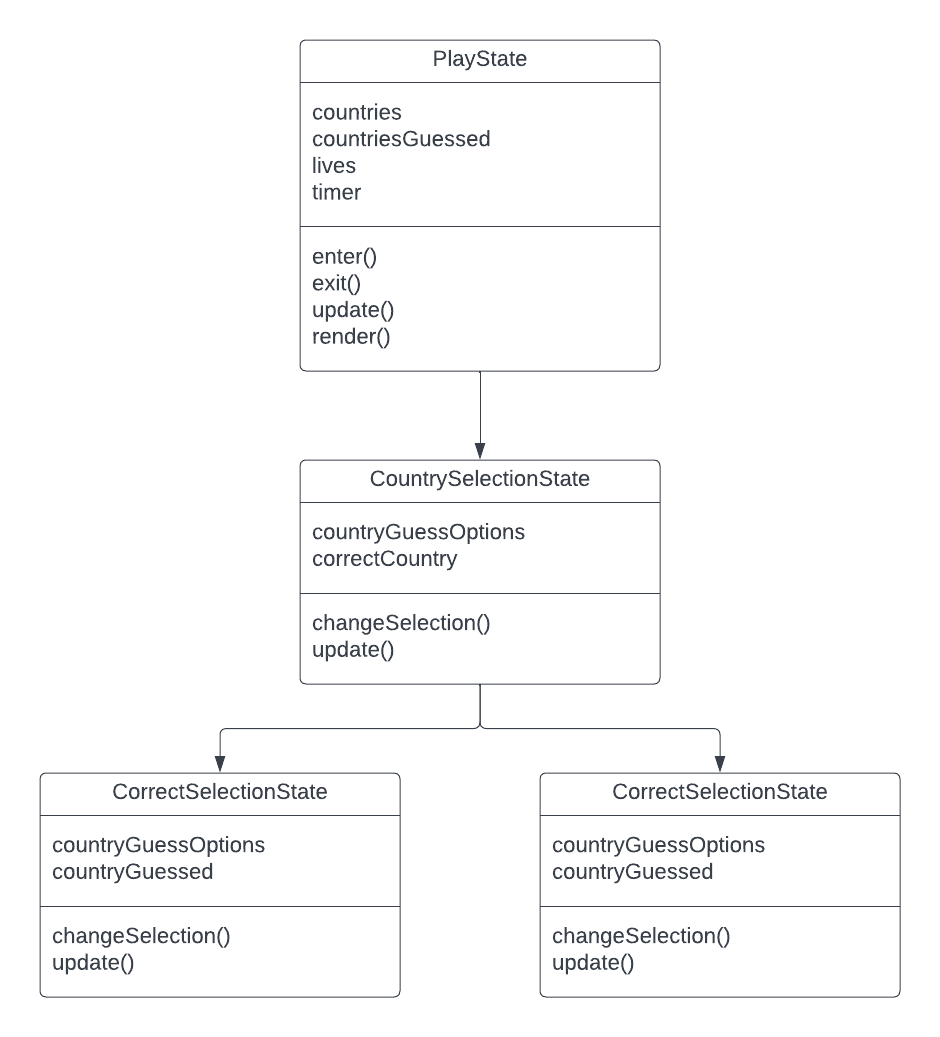 PlayState
countries
countriesGuessed
lives
timer
enter()
exit()
update()
render()
CountrySelectionState
countryGuessOptions
correctCountry
changeSelection()
update()
CorrectSelectionState
countryGuessOptions
countryGuessed
changeSelection()
update()
CorrectSelectionState
countryGuessOptions
countryGuessed
changeSelection()
update()